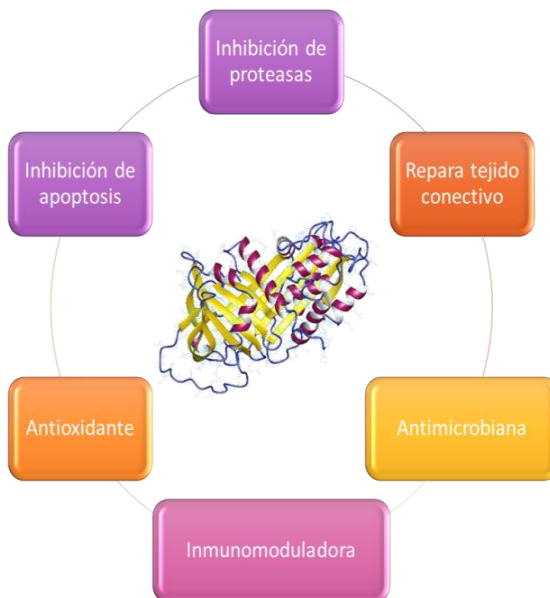 Inhibición de
proteasas
Inhibición de
apoptosis
Repara tejido
conectivo
Antioxidante
Antimicrobiana
Inmunomoduladora